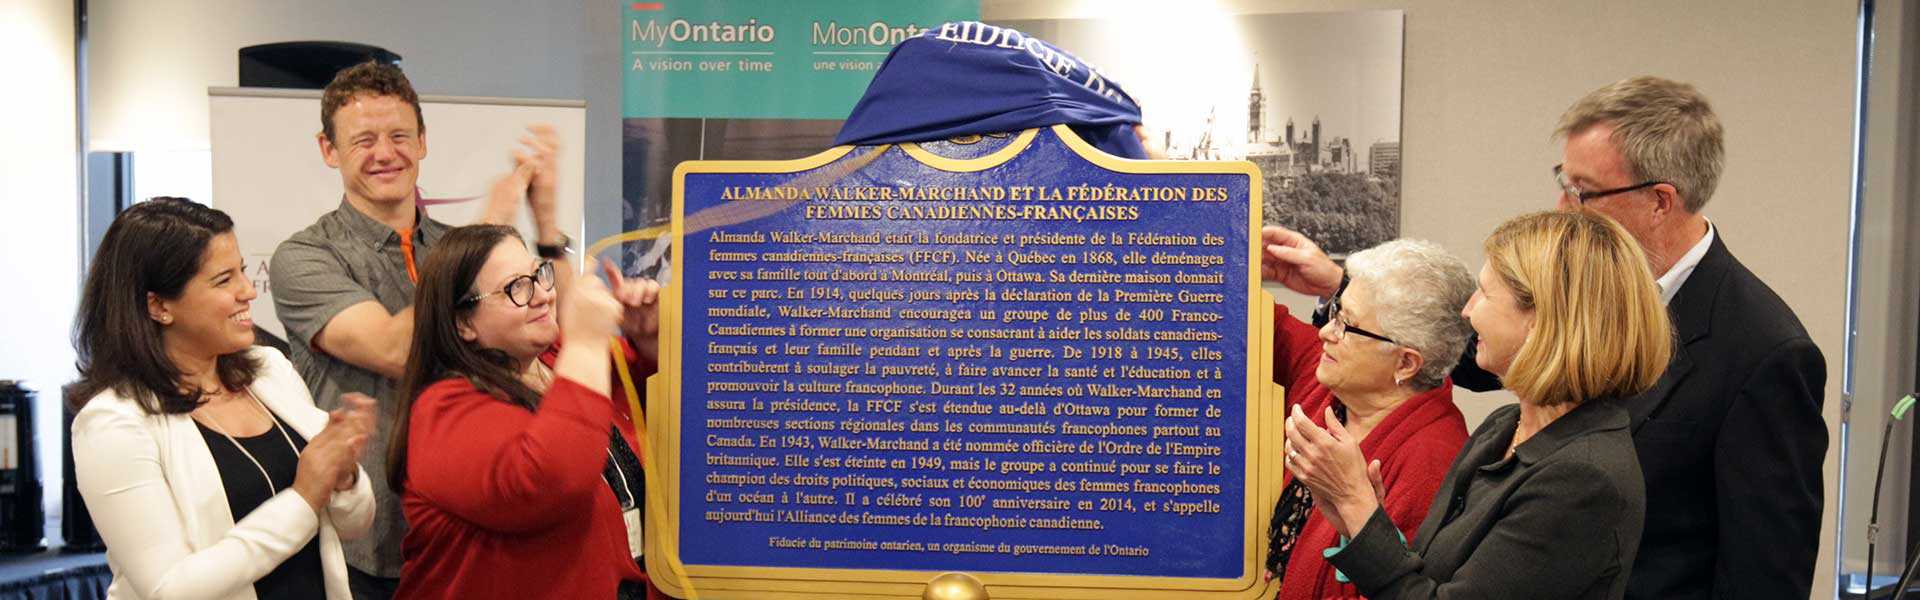 MyOntario
A vision over time
MonOnt
une vision
FIDUCIE D
ALMANDA WALKER-MARCHAND ET LA FÉDÉRATION DES
FEMMES CANADIENNES-FRANÇAISES
Almanda Walker-Marchand était la fondatrice et présidente de la Fédération des
femmes canadiennes-françaises (FFCF). Née à Québec en 1868, elle déménagea
avec sa famille tout d'abord à Montréal, puis à Ottawa. Sa dernière maison donnait
sur ce parc. En 1914, quelques jours après la déclaration de la Première Guerre
mondiale, Walker-Marchand encouragea un groupe de plus de 400 Franco-
Canadiennes à former une organisation se consacrant à aider les soldats canadiens-
français et leur famille pendant et après la guerre. De 1918 à 1945, elles
contribuèrent à soulager la pauvreté, à faire avancer la santé et l'éducation et à
promouvoir la culture francophone. Durant les 32 années où Walker-Marchand en
assura la présidence, la FFCF s'est étendue au-delà d'Ottawa pour former de
nombreuses sections régionales dans les communautés francophones partout au
Canada. En 1943, Walker-Marchand a été nommée officière de l'Ordre de l'Empire
britannique. Elle s'est éteinte en 1949, mais le groupe a continué pour se faire le
champion des droits politiques, sociaux et économiques des femmes francophones
d'un océan à l'autre. Il a célébré son 100e anniversaire en 2014, et s'appelle
aujourd'hui l'Alliance des femmes de la francophonie canadienne.
Fiducie du patrimoine ontarien, un organisme du gouvernement de l'Ontario